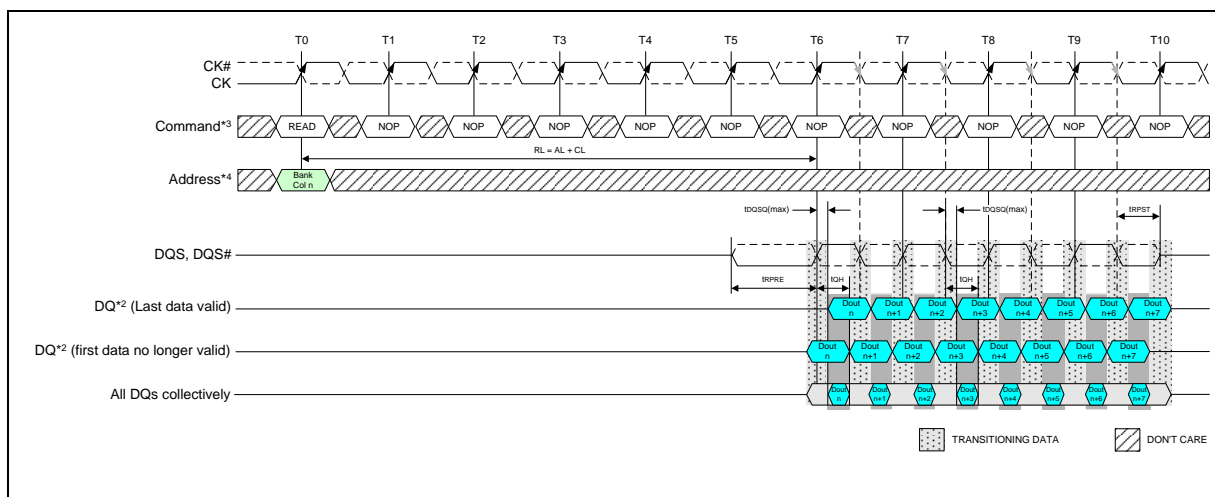 T0 T1 T2 T3 T4 T5 T6 T7 T8 T9 T10
CK#
CK
Command*3 READ NOP NOP NOP NOP NOP NOP NOP NOP NOP NOP
RL = AL + CL
Address*4 Bank Col n
tDQSQ(max) tDQSQ(max) tRPST
DQS, DQS#
tRPRE tQH tQH
DQ*2 (Last data valid) Dout n Dout n+1 Dout n+2 Dout n+3 Dout n+4 Dout n+5 Dout n+6 Dout n+7
DQ*2 (first data no longer valid) Dout n Dout n+1 Dout n+2 Dout n+3 Dout n+4 Dout n+5 Dout n+6 Dout n+7
All DQs collectively Dout n Dout n+1 Dout n+2 Dout n+3 Dout n+4 Dout n+5 Dout n+6 Dout n+7
TRANSITIONING DATA DON'T CARE